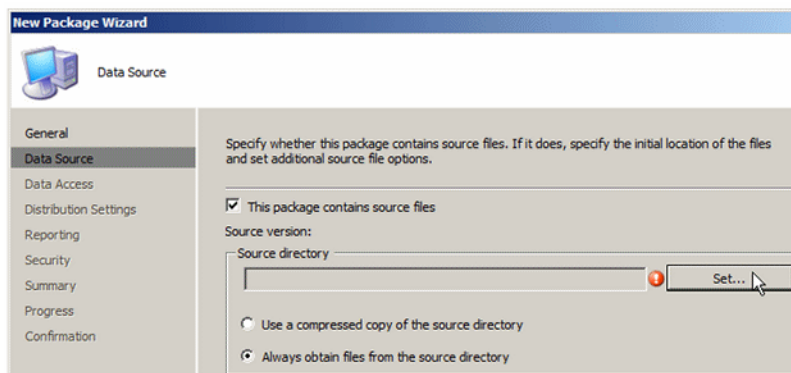 New Package Wizard
Data Source
General
Data Source
Data Access
Distribution Settings
Reporting
Security
Summary
Progress
Confirmation
Specify whether this package contains source files. If it does, specify the initial location of the files
and set additional source file options.
This package contains source files
Source version:
Source directory
Set...
Use a compressed copy of the source directory
Always obtain files from the source directory